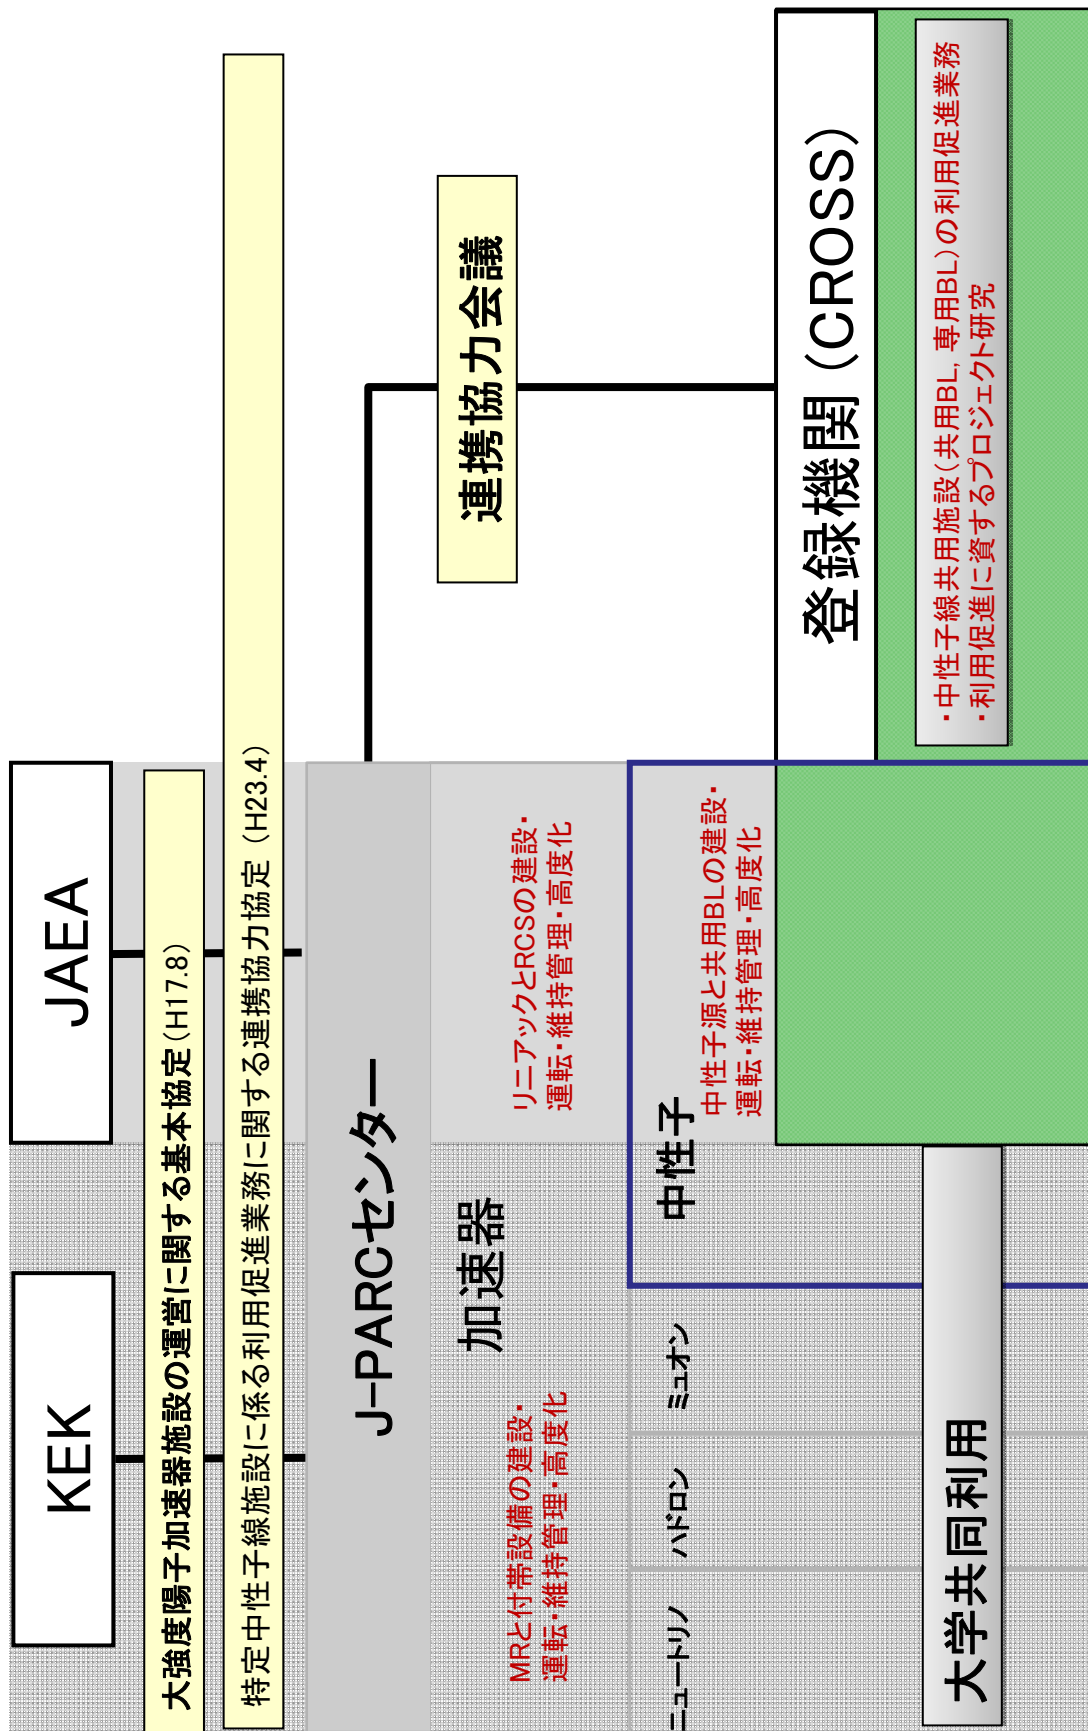 KEK
JAEA
大強度陽子加速器施設の運営に関する基本協定(H17.8)
特定中性子線施設に係る利用促進業務に関する連携協力協定 (H23.4)
J-PARCセンター
連携協力会議
加速器
MRと付帯設備の建設・
運転・維持管理・高度化
リニアックとRCSの建設・
運転・維持管理・高度化
ニュートリノ
ハドロン
ミュオン
中性子
中性子源と共用BLの建設・
運転・維持管理・高度化
登録機関 (CROSS)
・中性子線共用施設(共用BL, 専用BL)の利用促進業務
・利用促進に資するプロジェクト研究
大学共同利用